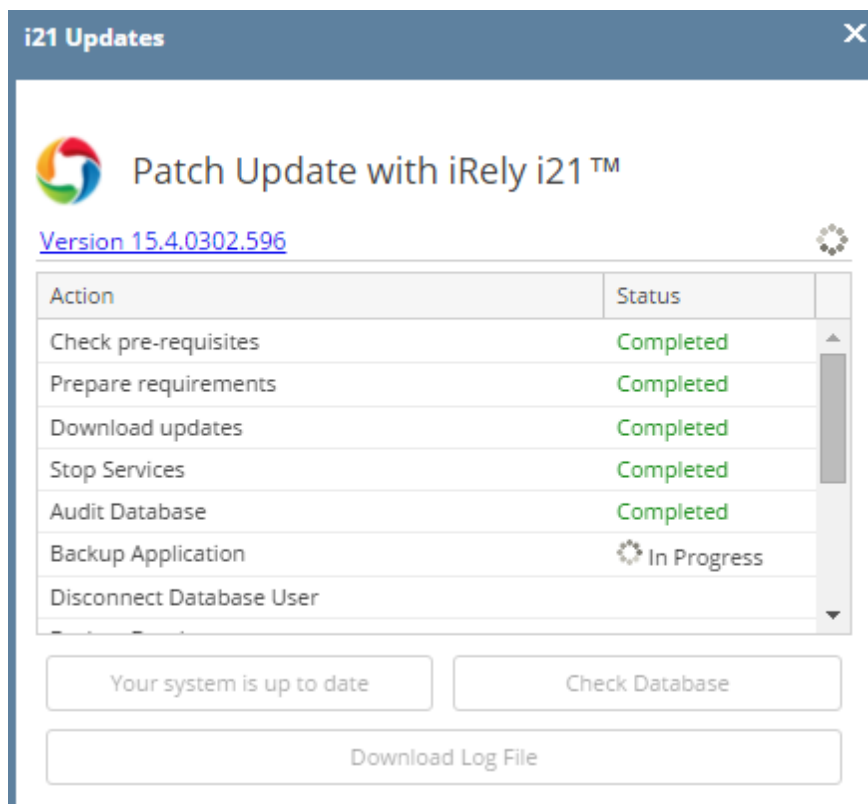 i21 Updates
Patch Update with iRely i21™
Version 15.4.0302.596
Action Status
Check pre-requisites Completed
Prepare requirements Completed
Download updates Completed
Stop Services Completed
Audit Database Completed
Backup Application In Progress
Disconnect Database User
Your system is up to date Check Database
Download Log File